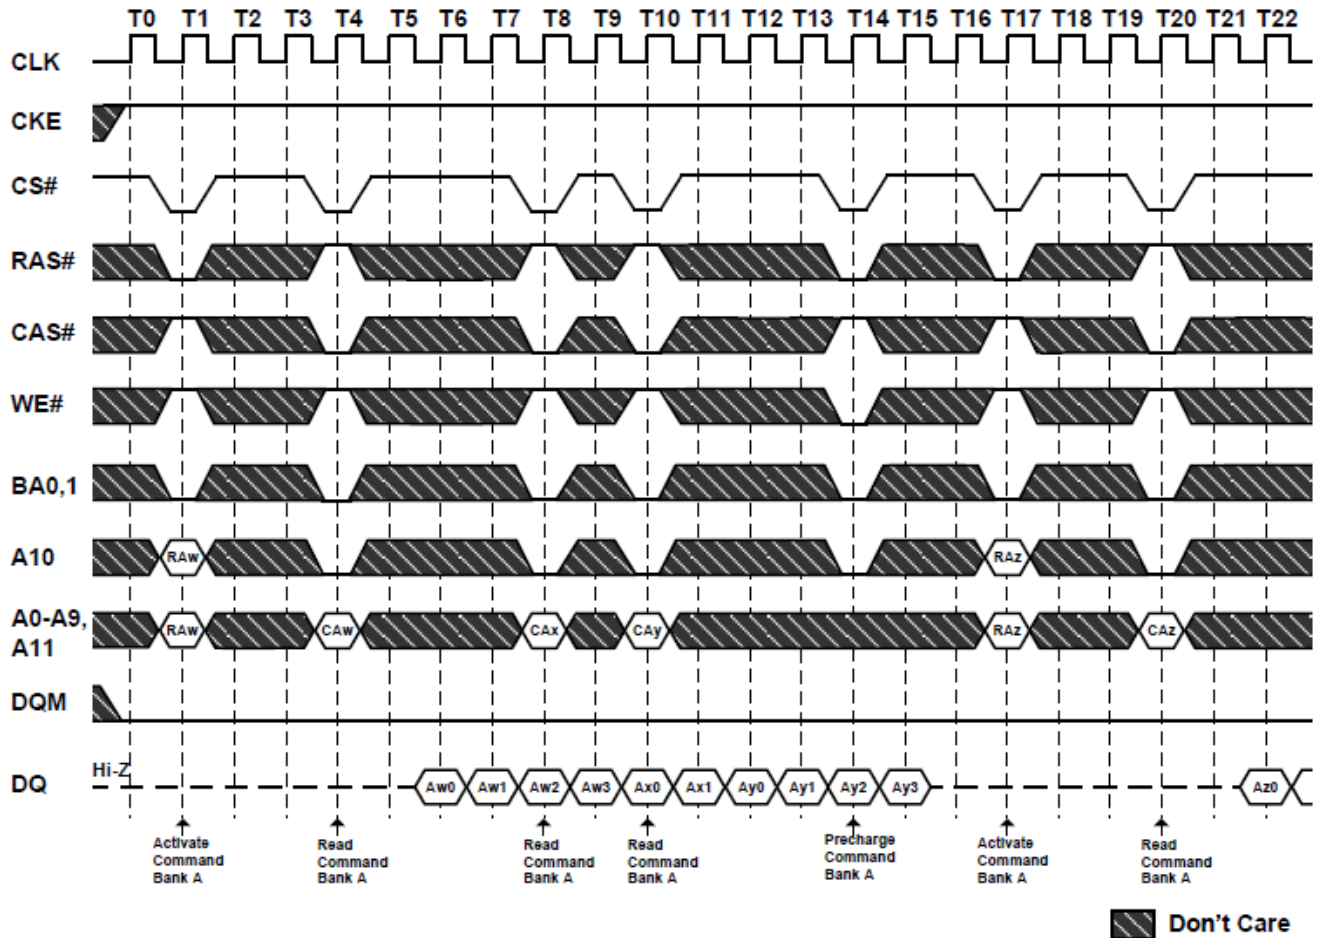 T0 T1 T2 T3 T4 T5 T6 T7 T8 T9 T10 T11 T12 T13 T14 T15 T16 T17 T18 T19 T20 T21 T22
CLK
CKE
CS#
RAS#
CAS#
WE#
BA0,1
A10
RAw
RAz
A0-A9,
A11
RAw
CAw
CAx
CAy
RAz
CAz
DQM
DQ
Hi-Z
Aw0
Aw1
Aw2
Aw3
Ax0
Ax1
Ay0
Ay1
Ay2
Ay3
Az0
Activate
Command
Bank A
Read
Command
Bank A
Read
Command
Bank A
Read
Command
Bank A
Precharge
Command
Bank A
Activate
Command
Bank A
Read
Command
Bank A
Don't Care